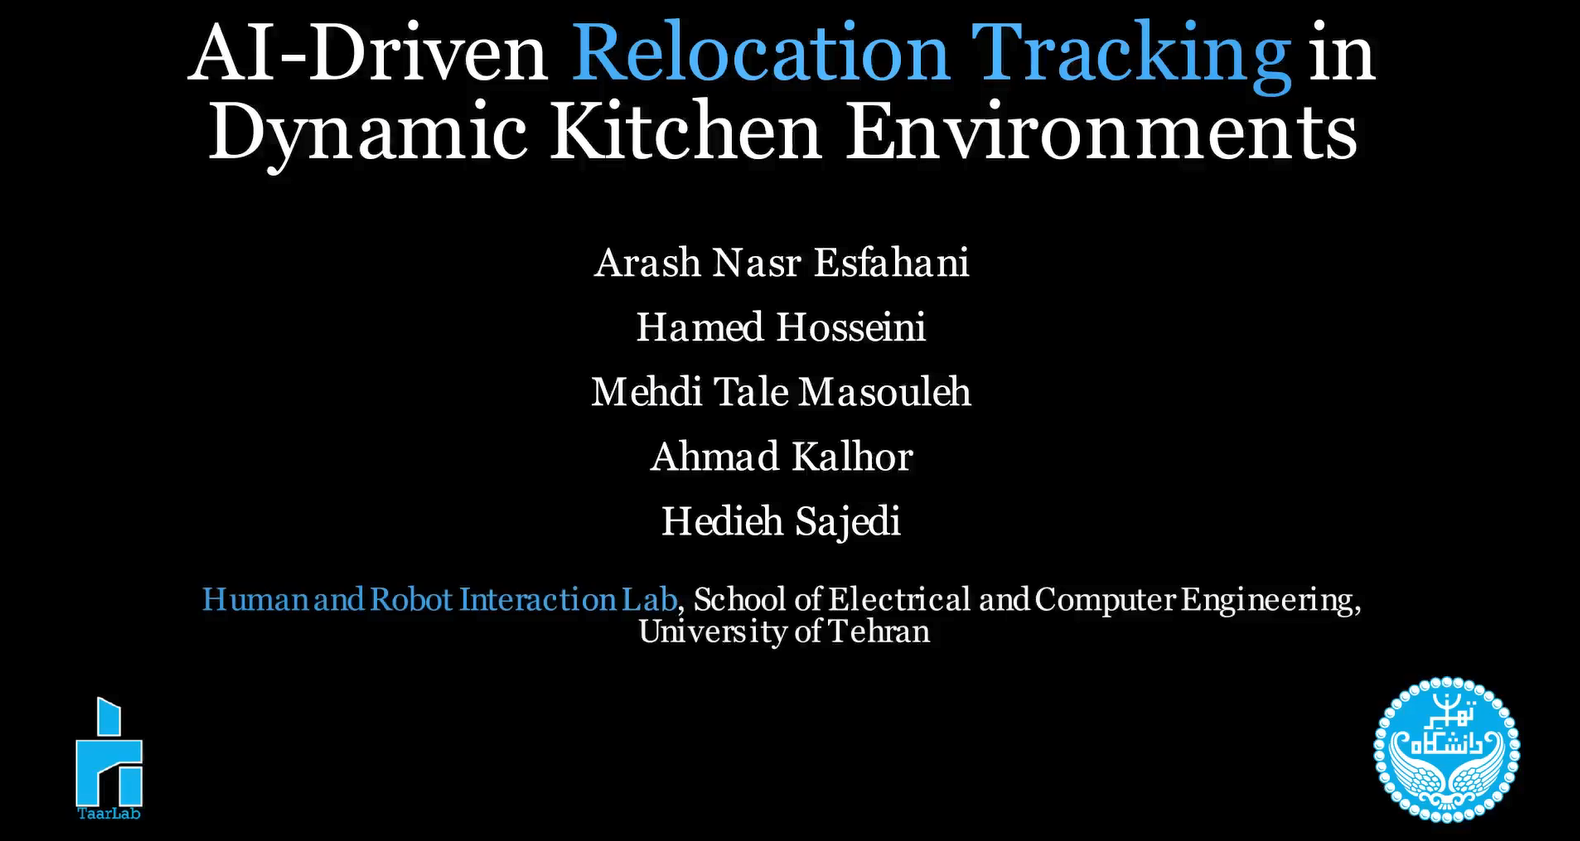 AI-Driven Relocation Tracking in
Dynamic Kitchen Environments
Arash Nasr Esfahani
Hamed Hosseini
Mehdi Tale Masouleh
Ahmad Kalhor
Hedieh Sajedi
Human and Robot Interaction Lab, School of Electrical and Computer Engineering,
University of Tehran
TaarLab
دانشگاه تهران